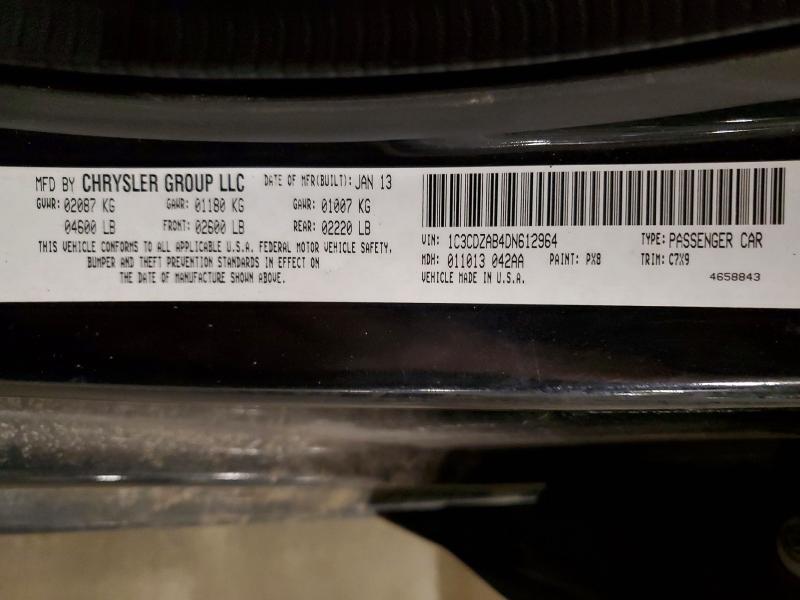 MFD BY CHRYSLER GROUP LLC DATE OF MFR(BUILT): JAN 13
GVWR: 02087 KG GAWR: 01180 KG GAWR: 01007 KG
04600 LB FRONT: 02600 LB REAR: 02220 LB
THIS VEHICLE CONFORMS TO ALL APPLICABLE U.S.A. FEDERAL MOTOR VEHICLE SAFETY,
BUMPER AND THEFT PREVENTION STANDARDS IN EFFECT ON
THE DATE OF MANUFACTURE SHOWN ABOVE.
VIN: 1C3CDZAB4DN612964 TYPE: PASSENGER CAR
MDH: 011013 042AA PAINT: PX8 TRIM: C7X9
VEHICLE MADE IN U.S.A. 4658843